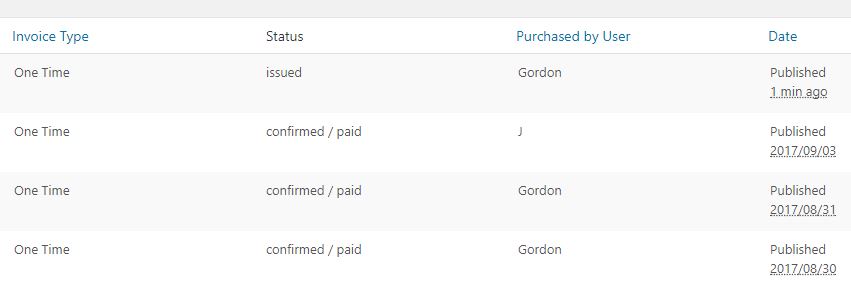 Invoice Type Status Purchased by User Date
One Time issued Gordon Published
1 min ago
One Time confirmed / paid J Published
2017/09/03
One Time confirmed / paid Gordon Published
2017/08/31
One Time confirmed / paid Gordon Published
2017/08/30